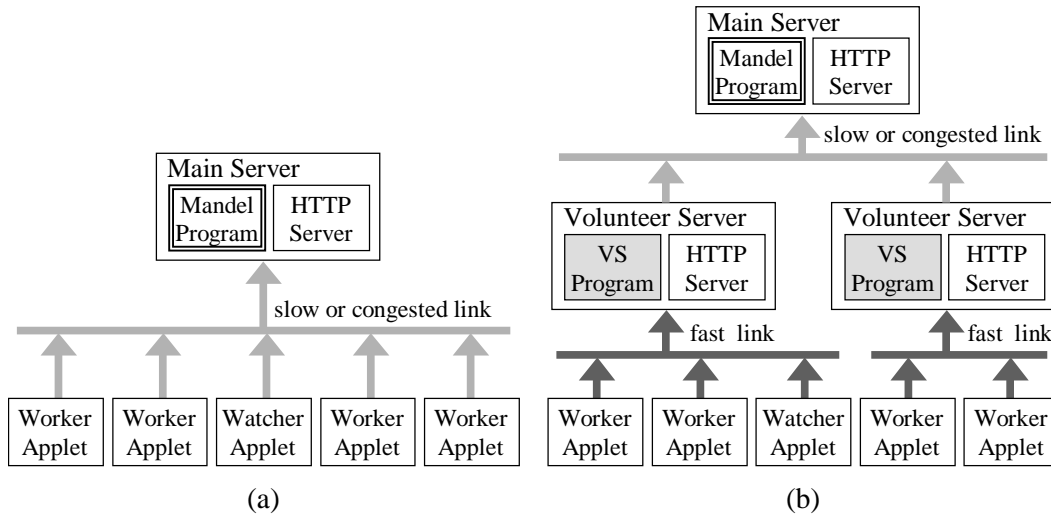 Main Server
Mandel
Program
HTTP
Server
slow or congested link
Worker
Applet
Worker
Applet
Watcher
Applet
Worker
Applet
Worker
Applet
(a)
Main Server
Mandel
Program
HTTP
Server
slow or congested link
Volunteer Server
VS
Program
HTTP
Server
Volunteer Server
VS
Program
HTTP
Server
fast link
fast link
Worker
Applet
Worker
Applet
Watcher
Applet
Worker
Applet
Worker
Applet
(b)